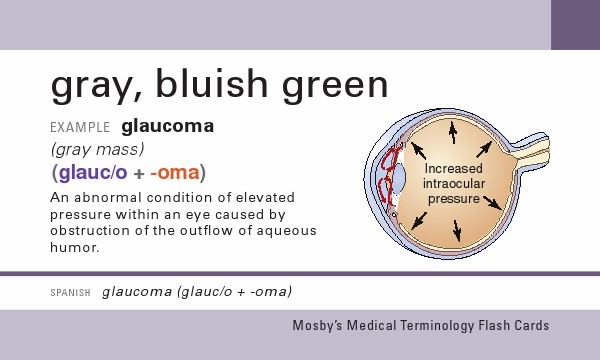 gray, bluish green
EXAMPLE glaucoma
(gray mass)
(glauc/o + -oma)
An abnormal condition of elevated
pressure within an eye caused by
obstruction of the outflow of aqueous
humor.
Increased
intraocular
pressure
SPANISH glaucoma (glauc/o + -oma)
Mosby's Medical Terminology Flash Cards